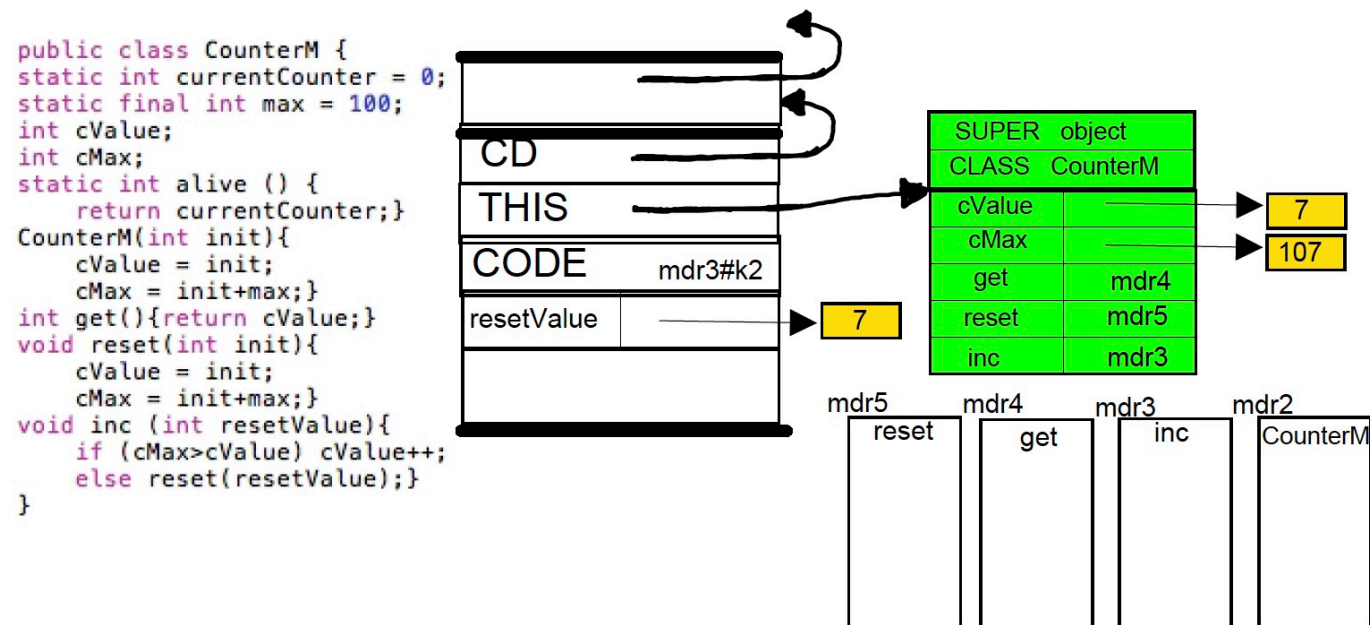 public class CounterM {
static int currentCounter = 0;
static final int max = 100;
int cValue;
int cMax;
static int alive () {
    return currentCounter;}
CounterM(int init){
    cValue = init;
    cMax = init+max;}
int get(){return cValue;}
void reset(int init){
    cValue = init;
    cMax = init+max;}
void inc (int resetValue){
    if (cMax>cValue) cValue++;
    else reset(resetValue);}
}
CD
THIS
CODE mdr3#k2
resetValue 7
SUPER object
CLASS CounterM
cValue 7
cMax 107
get mdr4
reset mdr5
inc mdr3
mdr5 mdr4 mdr3 mdr2
reset get inc CounterM